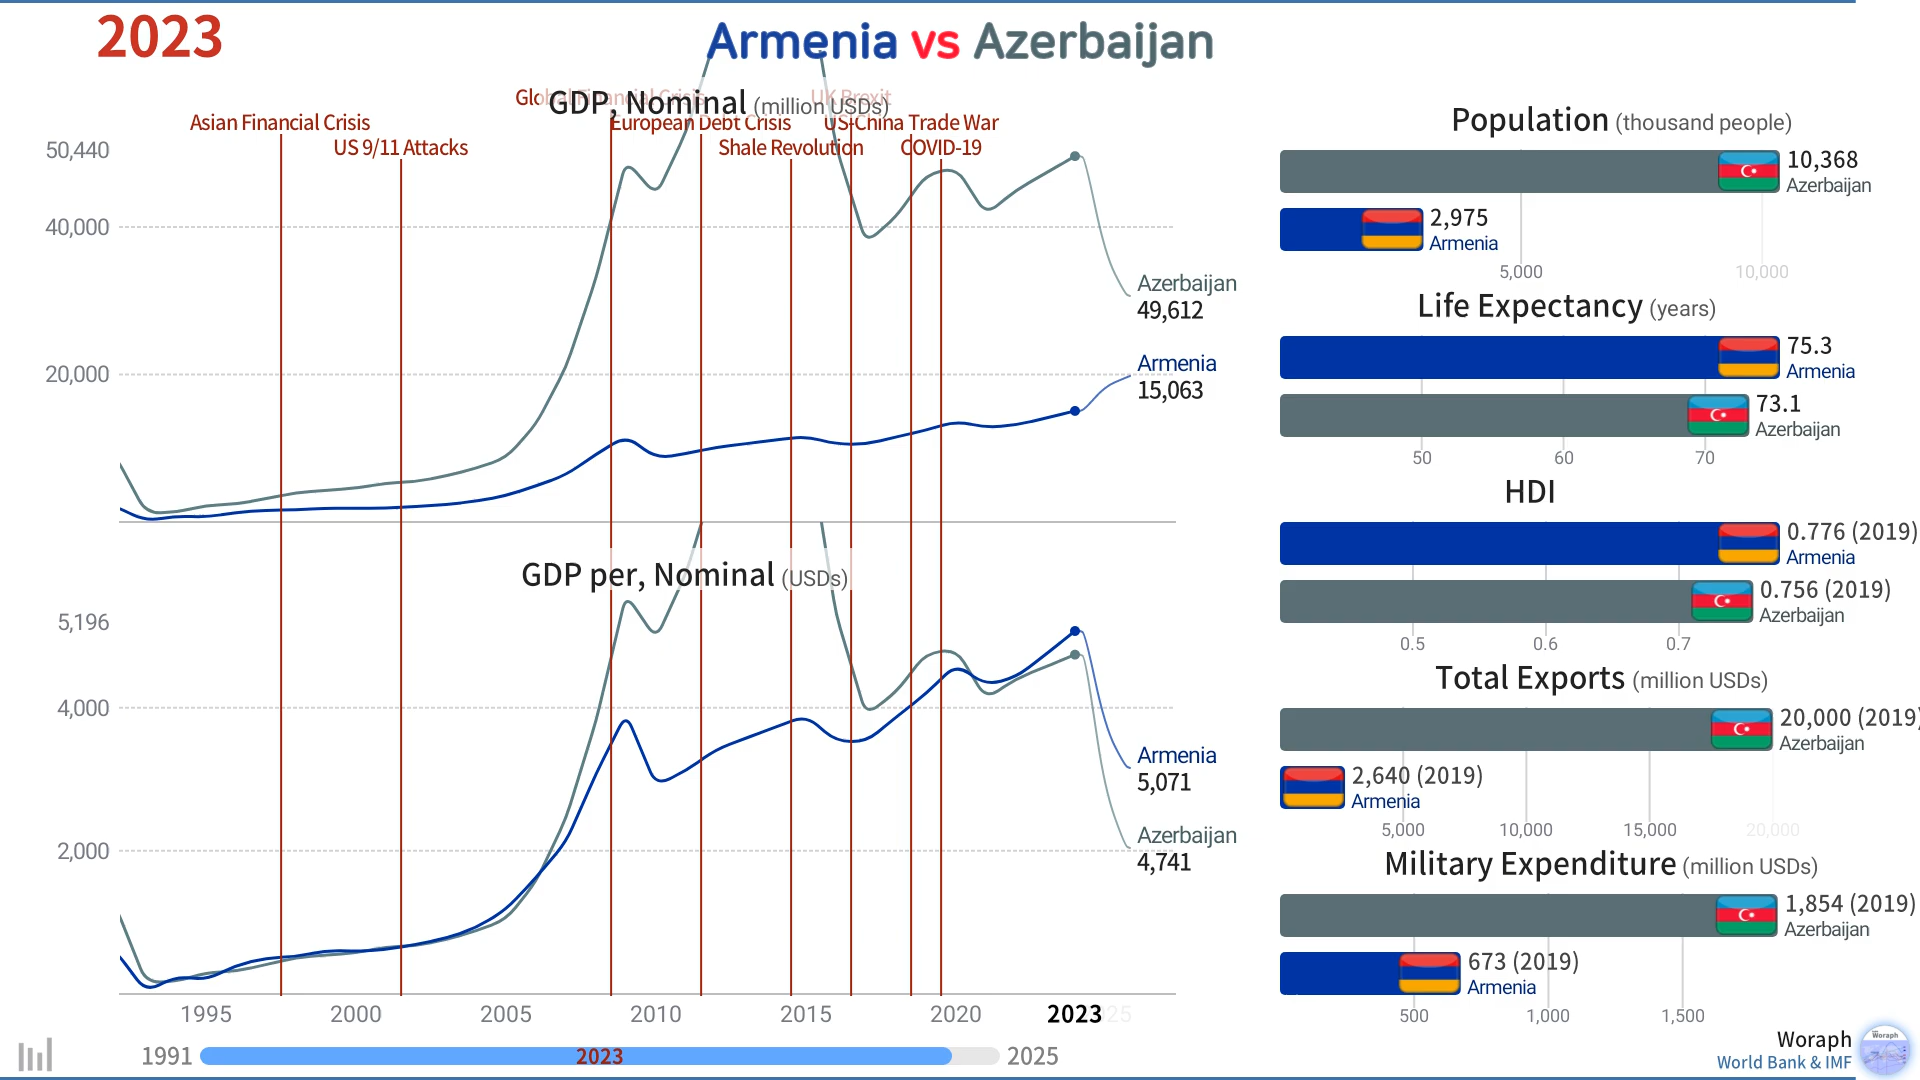 2023
Armenia vs Azerbaijan
Global Financial Crisis
UK Brexit
GDP, Nominal (million USDs)
Asian Financial Crisis
European Debt Crisis
US-China Trade War
US 9/11 Attacks
Shale Revolution
COVID-19
50,440
40,000
20,000
Azerbaijan
49,612
Armenia
15,063
GDP per, Nominal (USDs)
5,196
4,000
2,000
Armenia
5,071
Azerbaijan
4,741
1995
2000
2005
2010
2015
2020
2023
25
1991
2023
2025
Population (thousand people)
10,368
Azerbaijan
2,975
Armenia
5,000
10,000
Life Expectancy (years)
75.3
Armenia
73.1
Azerbaijan
50
60
70
HDI
0.776 (2019)
Armenia
0.756 (2019)
Azerbaijan
0.5
0.6
0.7
Total Exports (million USDs)
20,000 (2019)
Azerbaijan
2,640 (2019)
Armenia
5,000
10,000
15,000
20,000
Military Expenditure (million USDs)
1,854 (2019)
Azerbaijan
673 (2019)
Armenia
500
1,000
1,500
Woraph
World Bank & IMF
Woraph